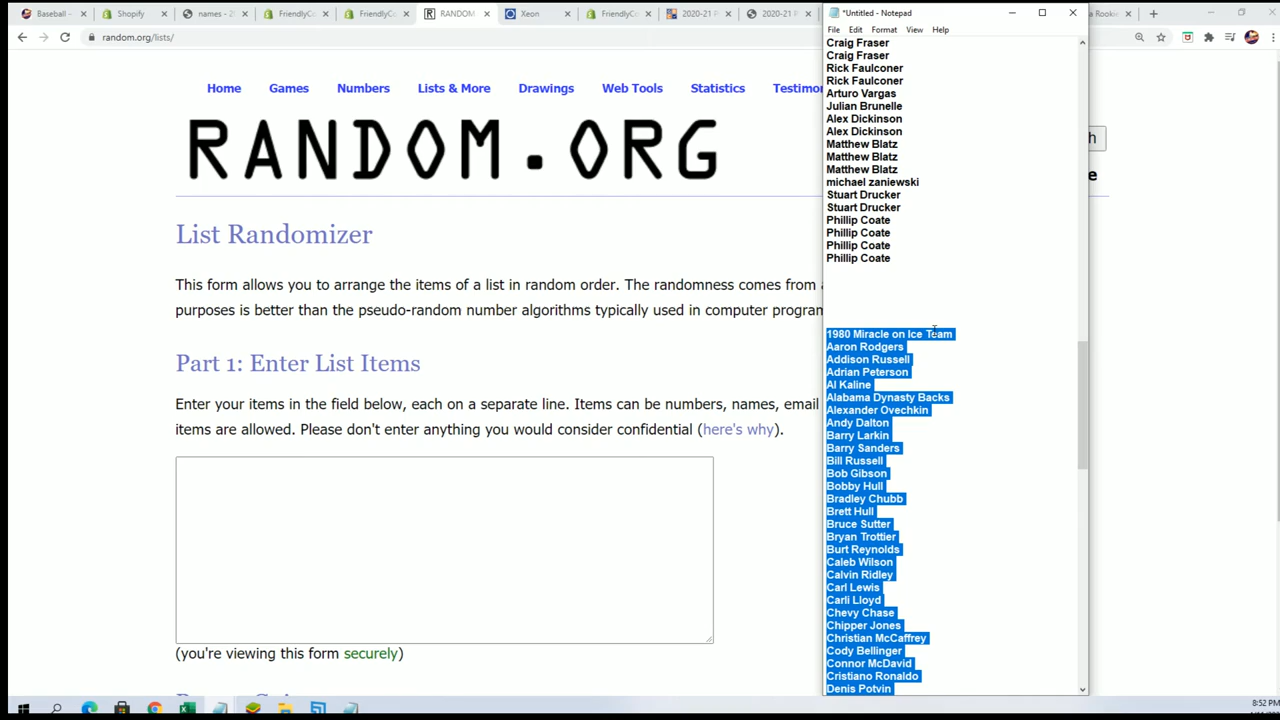 Baseball -
Shopify
names - 2
FriendlyCo
FriendlyCo
RANDOM
Xeon
FriendlyCo
2020-21 P
2020-21 P
a Rookie
random.org/lists/
*Untitled - Notepad
File Edit Format View Help
Home Games Numbers Lists & More Drawings Web Tools Statistics Testimon
RANDOM.ORG
List Randomizer
This form allows you to arrange the items of a list in random order. The randomness comes from a
purposes is better than the pseudo-random number algorithms typically used in computer program
Part 1: Enter List Items
Enter your items in the field below, each on a separate line. Items can be numbers, names, email
items are allowed. Please don't enter anything you would consider confidential (here's why).
(you're viewing this form securely)
Craig Fraser
Craig Fraser
Rick Faulconer
Rick Faulconer
Arturo Vargas
Julian Brunelle
Alex Dickinson
Alex Dickinson
Matthew Blatz
Matthew Blatz
Matthew Blatz
michael zaniewski
Stuart Drucker
Stuart Drucker
Phillip Coate
Phillip Coate
Phillip Coate
Phillip Coate
1980 Miracle on Ice Team
Aaron Rodgers
Addison Russell
Adrian Peterson
Al Kaline
Alabama Dynasty Backs
Alexander Ovechkin
Andy Dalton
Barry Larkin
Barry Sanders
Bill Russell
Bob Gibson
Bobby Hull
Bradley Chubb
Brett Hull
Bruce Sutter
Bryan Trottier
Burt Reynolds
Caleb Wilson
Calvin Ridley
Carl Lewis
Carli Lloyd
Chevy Chase
Chipper Jones
Christian McCaffrey
Cody Bellinger
Connor McDavid
Cristiano Ronaldo
Denis Potvin
8:52 PM